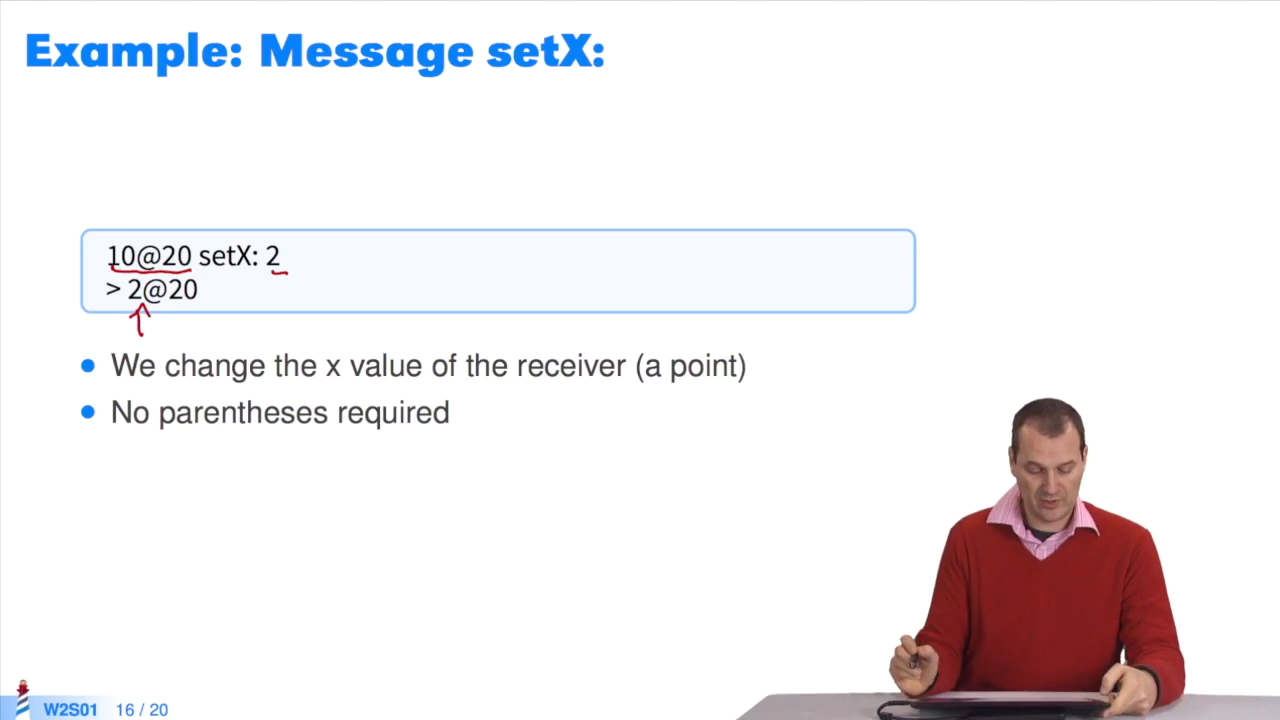 Example: Message setX:
10@20 setX: 2
> 2@20
We change the x value of the receiver (a point)
No parentheses required
W2S01 16 / 20